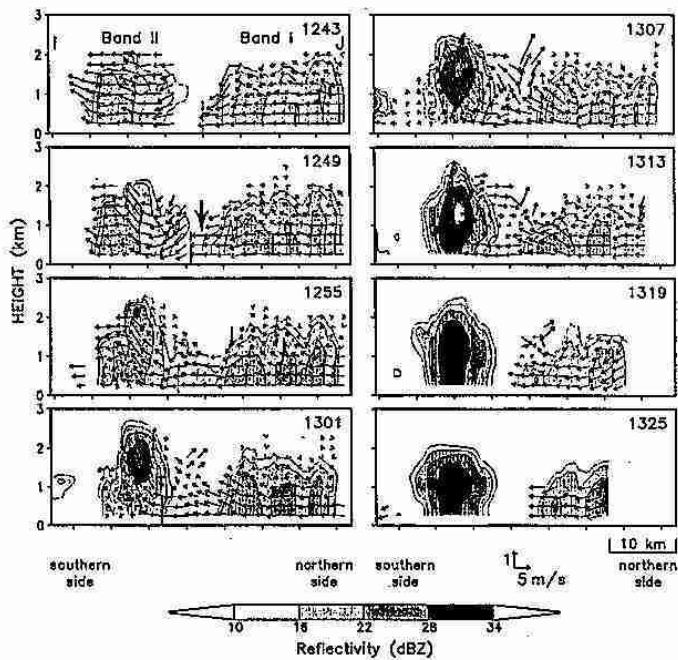 I Band II Band I J 1243
1307
3
2
1
0
1249
1313
3
2
1
0
HEIGHT (km)
1255
1319
3
2
1
0
1301
1325
3
2
1
0
10 km
southern side
northern side
southern side
1
5 m/s
northern side
10 16 22 28 34
Reflectivity (dBZ)